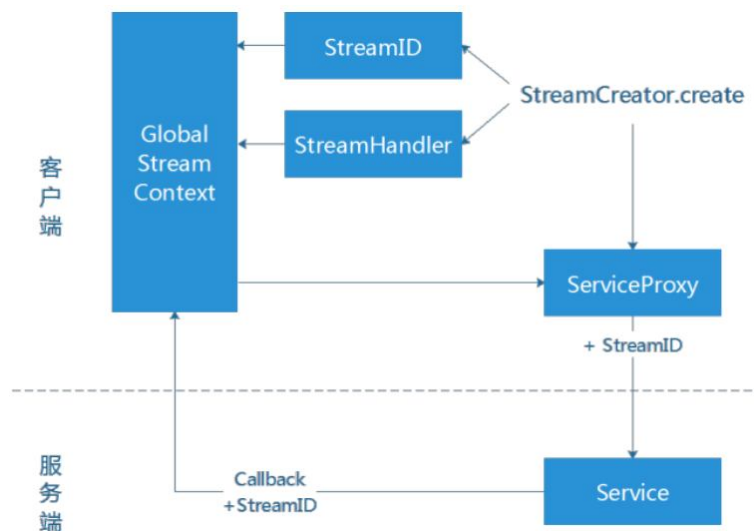 StreamID
StreamCreator.create
StreamHandler
Global
Stream
Context
客
户
端
ServiceProxy
+ StreamID
服
务
端
Callback
+StreamID
Service